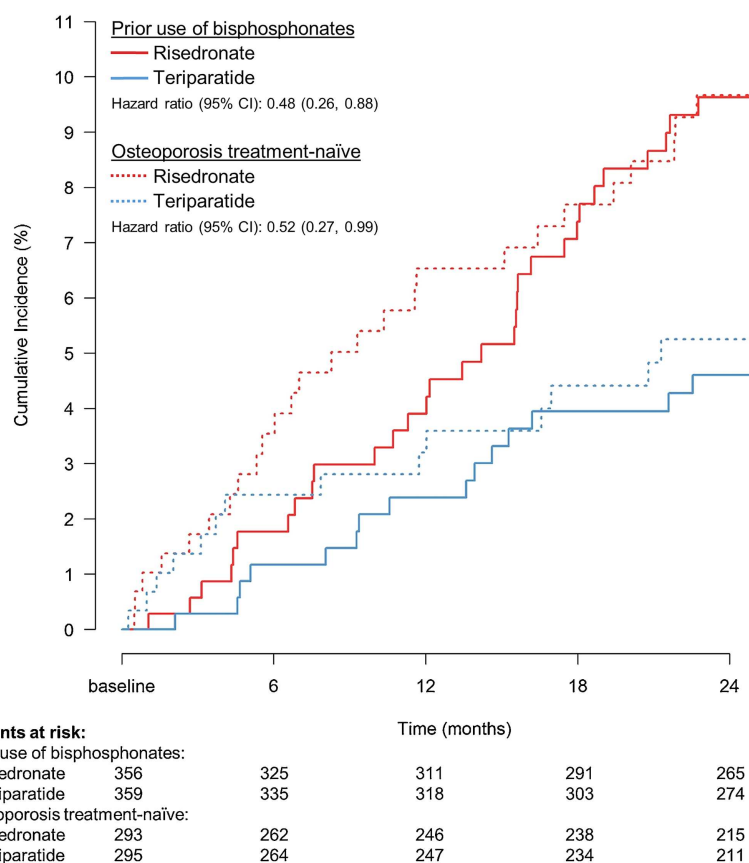 11
10
9
8
7
6
5
4
3
2
1
0
Cumulative Incidence (%)
Prior use of bisphosphonates
Risedronate
Teriparatide
Hazard ratio (95% CI): 0.48 (0.26, 0.88)
Osteoporosis treatment-naïve
Risedronate
Teriparatide
Hazard ratio (95% CI): 0.52 (0.27, 0.99)
baseline 6 12 18 24
Time (months)
nts at risk:
use of bisphosphonates:
edronate 356 325 311 291 265
iparatide 359 335 318 303 274
oporosis treatment-naïve:
edronate 293 262 246 238 215
iparatide 295 264 247 234 211